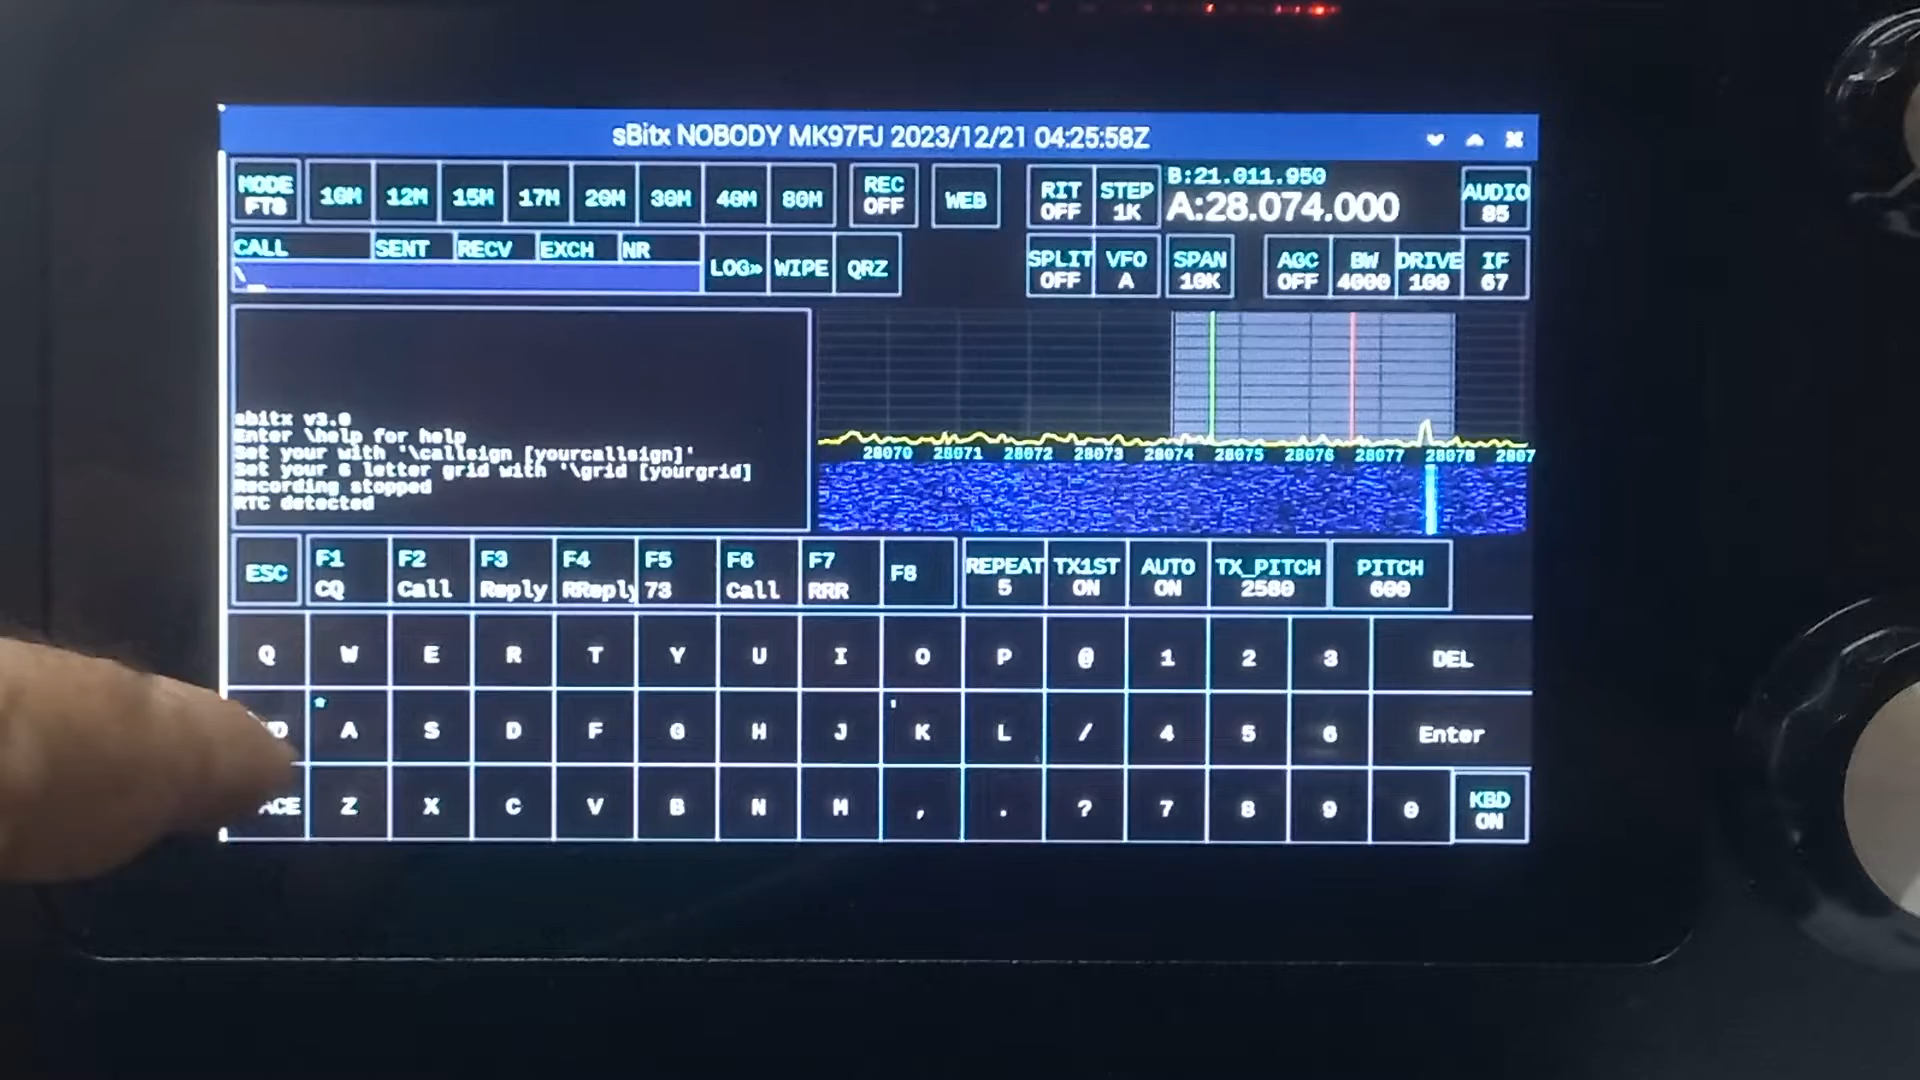 sBitx NOBODY MK97FJ 2023/12/21 04:25:58Z
MODE FT8 10M 12M 15M 17M 20M 30M 40M 80M REC OFF WEB RIT OFF STEP 1K B:21.011.950 A:28.074.000 AUDIO 85
CALL SENT RECV EXCH NR LOG» WIPE QRZ SPLIT OFF VFO A SPAN 10K AGC OFF BW 4000 DRIVE 100 IF 67
\
sbitx v3.0
Enter \help for help
Set your with '\callsign [yourcallsign]'
Set your 6 letter grid with '\grid [yourgrid]
Recording stopped
RTC detected
28070 28071 28072 28073 28074 28075 28076 28077 28078 2807
ESC F1 CQ F2 Call F3 Reply F4 RReply F5 73 F6 Call F7 RRR F8 REPEAT 5 TX1ST ON AUTO ON TX_PITCH 2580 PITCH 600
Q W E R T Y U I O P @ 1 2 3 DEL
* A S D F G H J ' K L / 4 5 6 Enter
Z X C V B N M , . ? 7 8 9 0 KBD ON